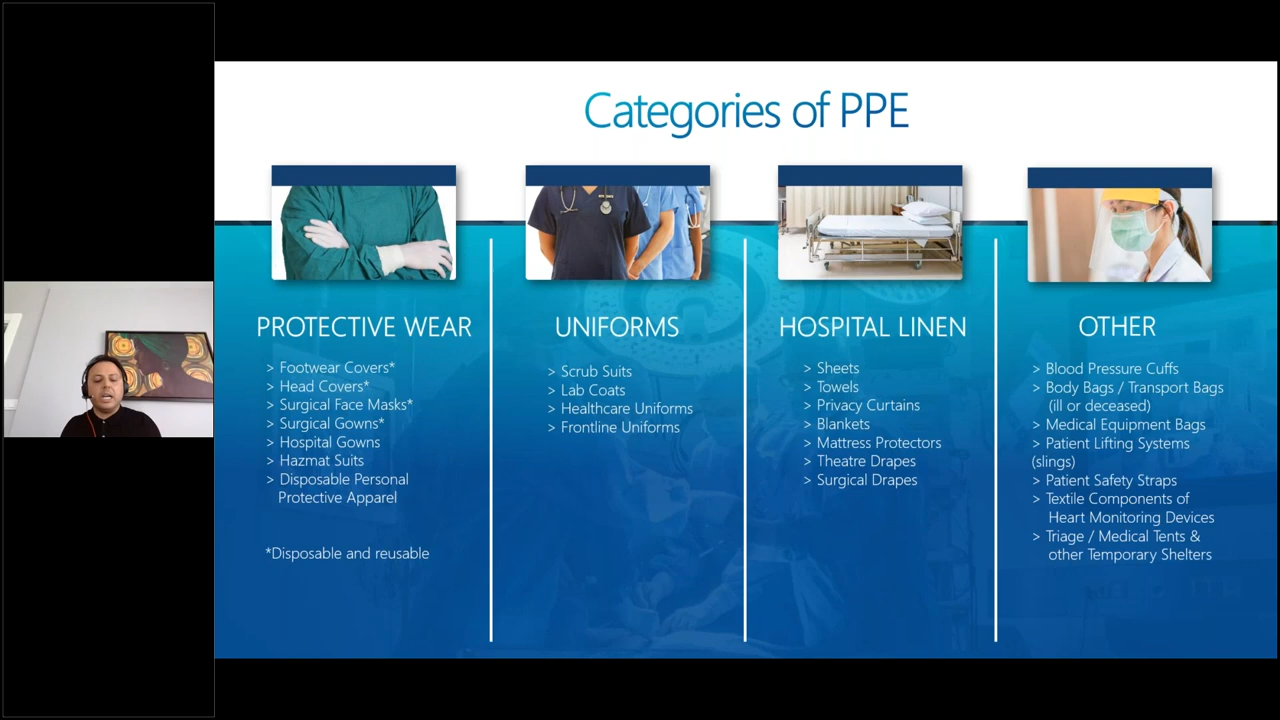 Categories of PPE
PROTECTIVE WEAR
> Footwear Covers*
> Head Covers*
> Surgical Face Masks*
> Surgical Gowns*
> Hospital Gowns
> Hazmat Suits
> Disposable Personal
Protective Apparel
*Disposable and reusable
UNIFORMS
> Scrub Suits
> Lab Coats
> Healthcare Uniforms
> Frontline Uniforms
HOSPITAL LINEN
> Sheets
> Towels
> Privacy Curtains
> Blankets
> Mattress Protectors
> Theatre Drapes
> Surgical Drapes
OTHER
> Blood Pressure Cuffs
> Body Bags / Transport Bags
(ill or deceased)
> Medical Equipment Bags
> Patient Lifting Systems
(slings)
> Patient Safety Straps
> Textile Components of
Heart Monitoring Devices
> Triage / Medical Tents &
other Temporary Shelters